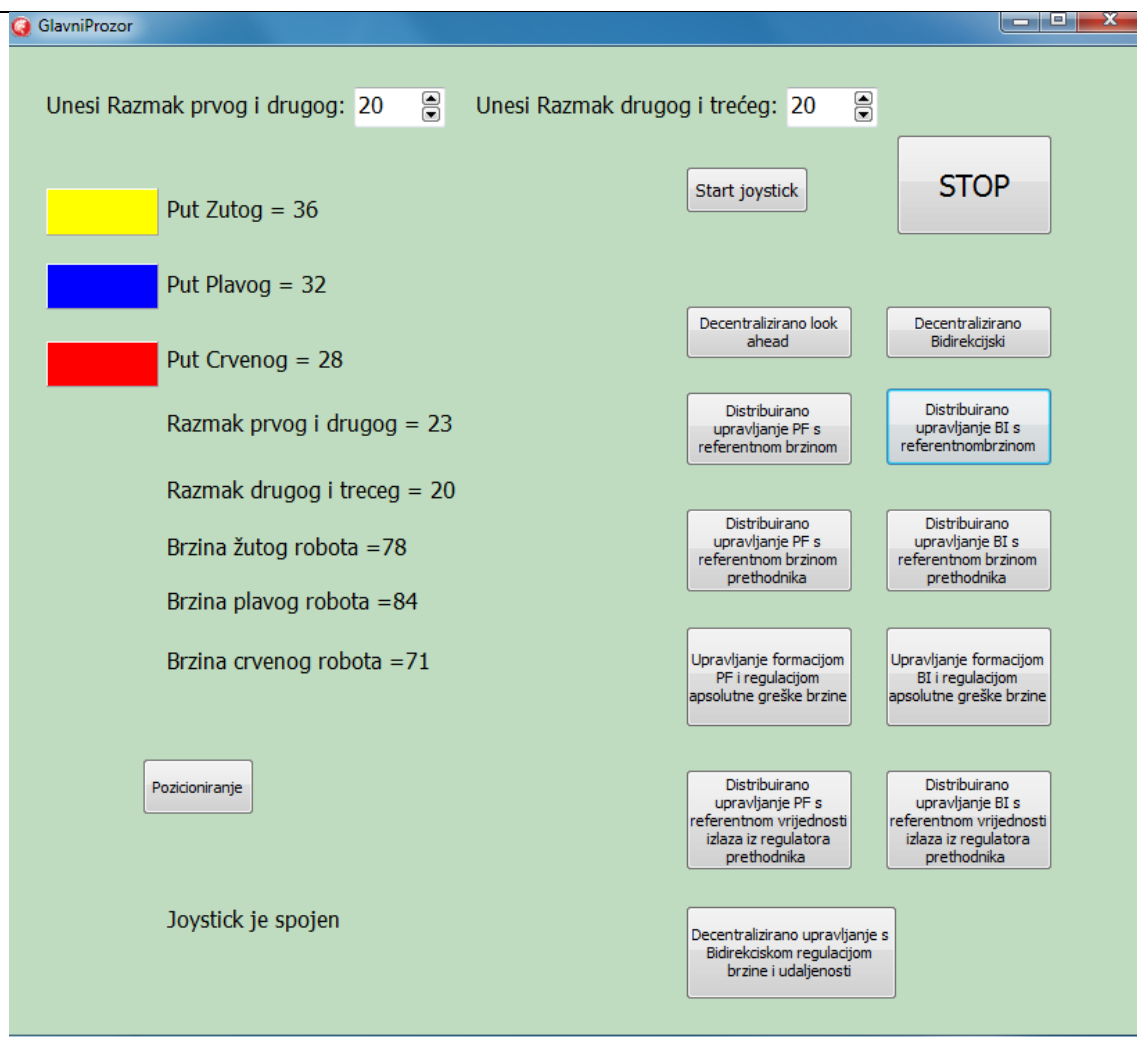 GlavniProzor
Unesi Razmak prvog i drugog: 20
Unesi Razmak drugog i trećeg: 20
Start joystick
STOP
Put Zutog = 36
Put Plavog = 32
Put Crvenog = 28
Razmak prvog i drugog = 23
Razmak drugog i treceg = 20
Brzina žutog robota =78
Brzina plavog robota =84
Brzina crvenog robota =71
Pozicioniranje
Joystick je spojen
Decentralizirano look
ahead
Decentralizirano
Bidirekcijski
Distribuirano
upravljanje PF s
referentnom brzinom
Distribuirano
upravljanje BI s
referentnombrzinom
Distribuirano
upravljanje PF s
referentnom brzinom
prethodnika
Distribuirano
upravljanje BI s
referentnom brzinom
prethodnika
Upravljanje formacijom
PF i regulacijom
apsolutne greške brzine
Upravljanje formacijom
BI i regulacijom
apsolutne greške brzine
Distribuirano
upravljanje PF s
referentnom vrijednosti
izlaza iz regulatora
prethodnika
Distribuirano
upravljanje BI s
referentnom vrijednosti
izlaza iz regulatora
prethodnika
Decentralizirano upravljanje s
Bidirekciskom regulacijom
brzine i udaljenosti